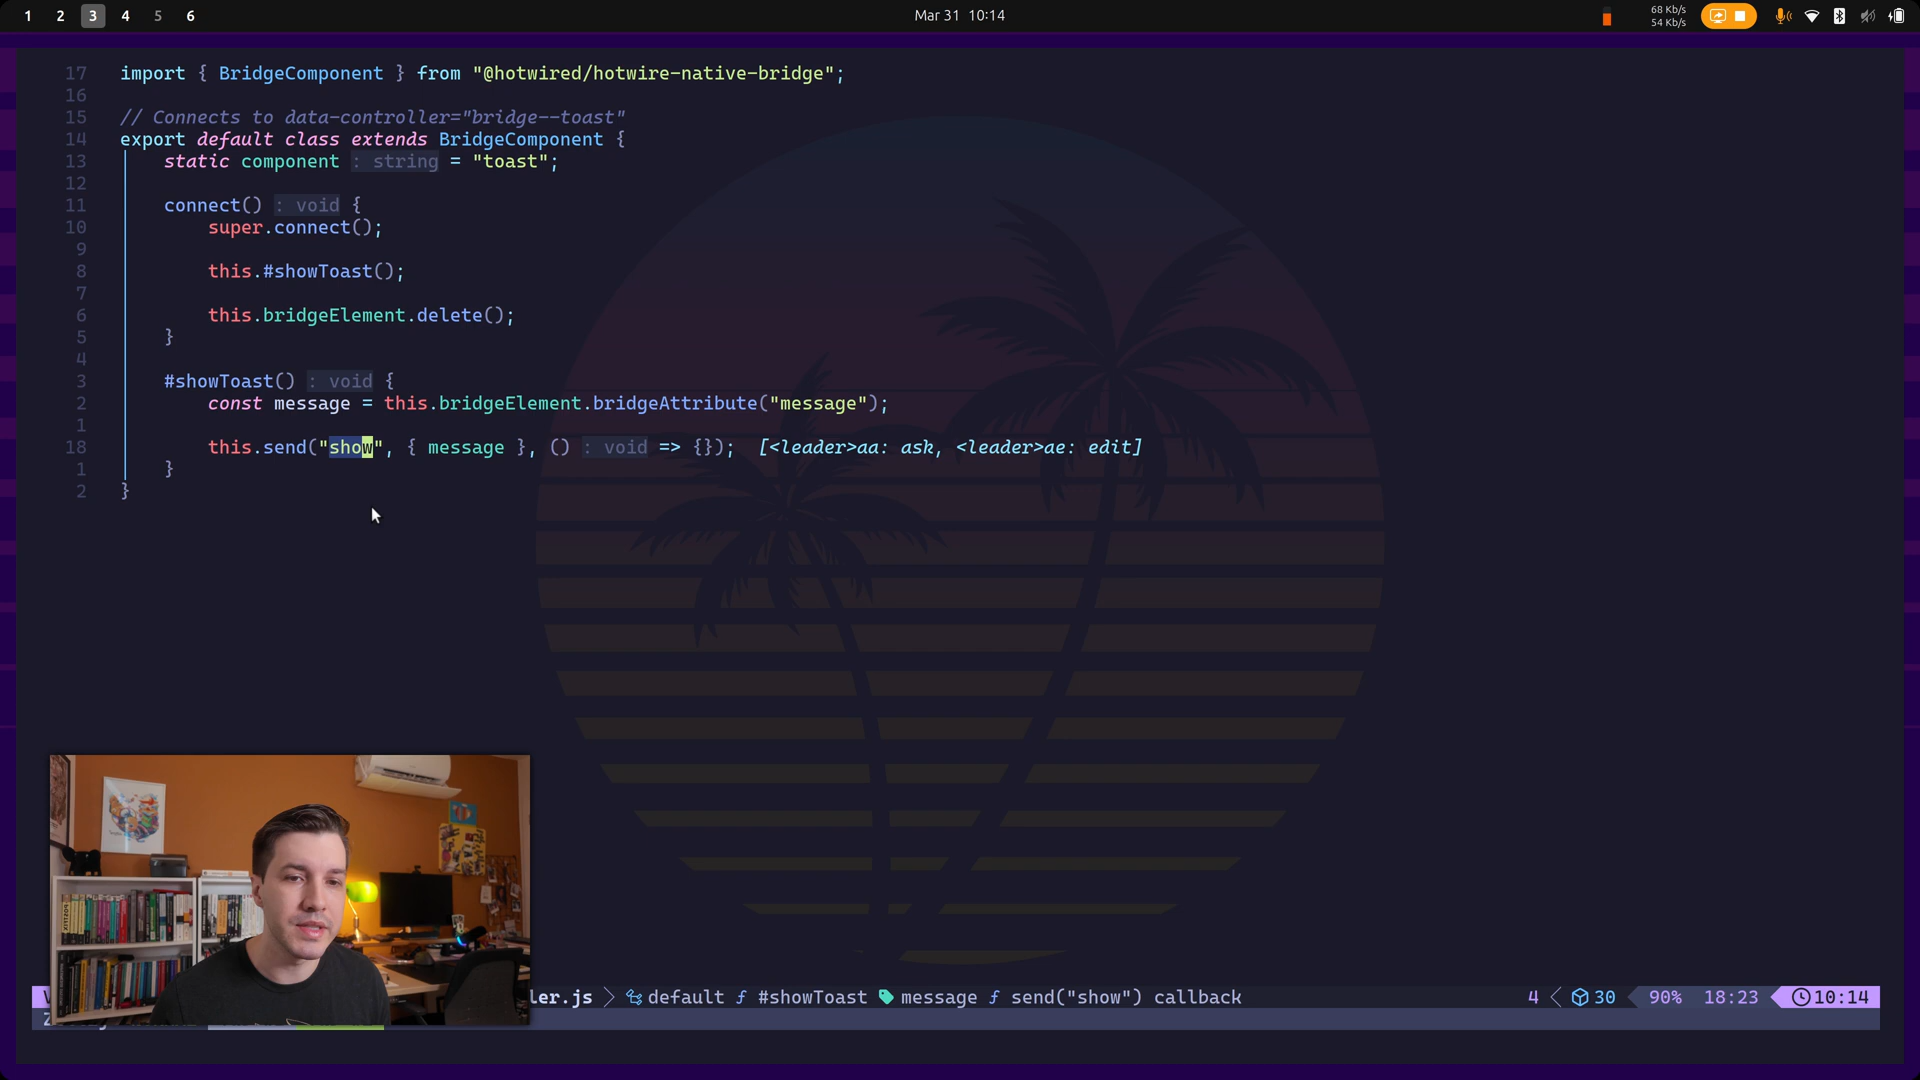 1 2 3 4 5 6 Mar 31 10:14 68 Kb/s
54 Kb/s
17 import { BridgeComponent } from "@hotwired/hotwire-native-bridge";
16
15 // Connects to data-controller="bridge--toast"
14 export default class extends BridgeComponent {
13 static component : string = "toast";
12
11 connect() : void {
10 super.connect();
9
8 this.#showToast();
7
6 this.bridgeElement.delete();
5 }
4
3 #showToast() : void {
2 const message = this.bridgeElement.bridgeAttribute("message");
1
18 this.send("show", { message }, () : void => {}); [<leader>aa: ask, <leader>ae: edit]
1 }
2 }
ler.js > default f #showToast message f send("show") callback 4 < 30 90% 18:23 10:14